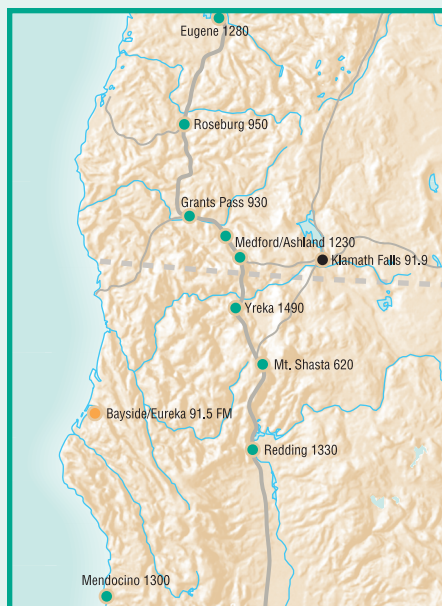 Eugene 1280
Roseburg 950
Grants Pass 930
Medford/Ashland 1230
Klamath Falls 91.9
Yreka 1490
Mt. Shasta 620
Bayside/Eureka 91.5 FM
Redding 1330
Mendocino 1300